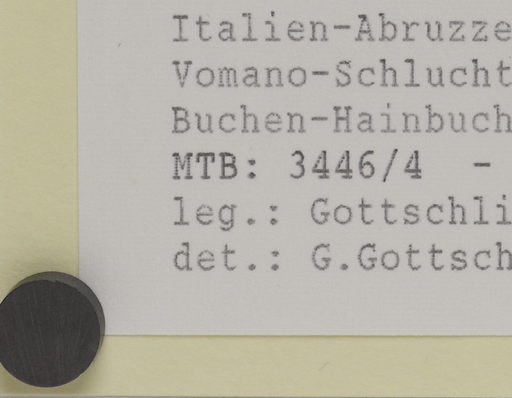 Italien-Abruzze
Vomano-Schlucht
Buchen-Hainbuch
MTB: 3446/4 -
leg.: Gottschli
det.: G.Gottsch